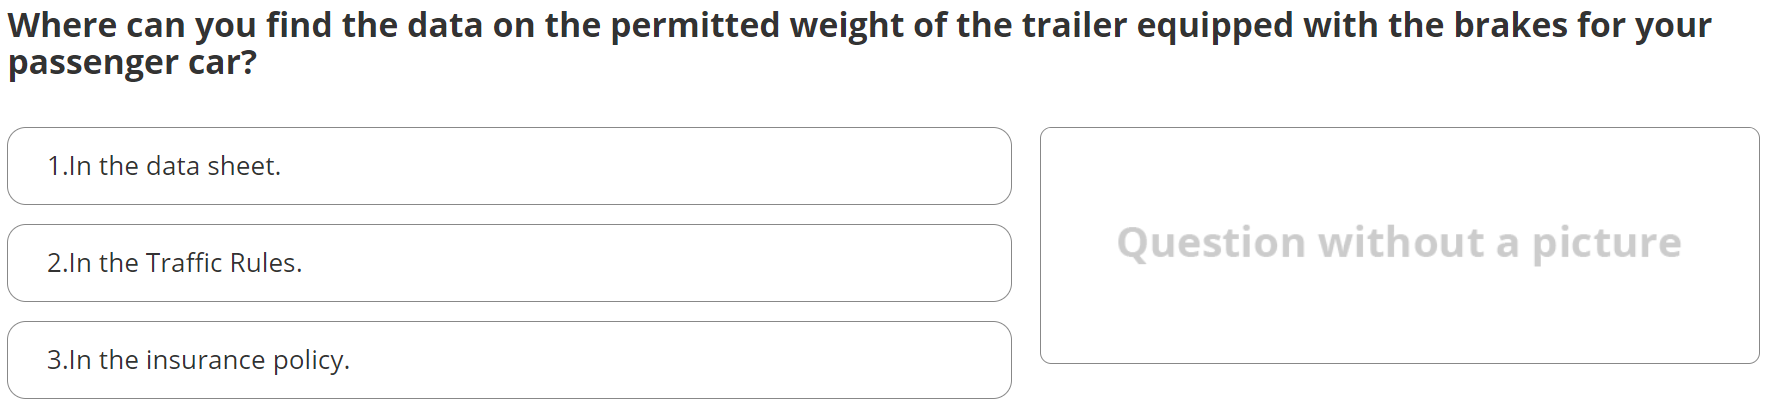 Where can you find the data on the permitted weight of the trailer equipped with the brakes for your
passenger car?
1.In the data sheet.
2.In the Traffic Rules.
3.In the insurance policy.
Question without a picture